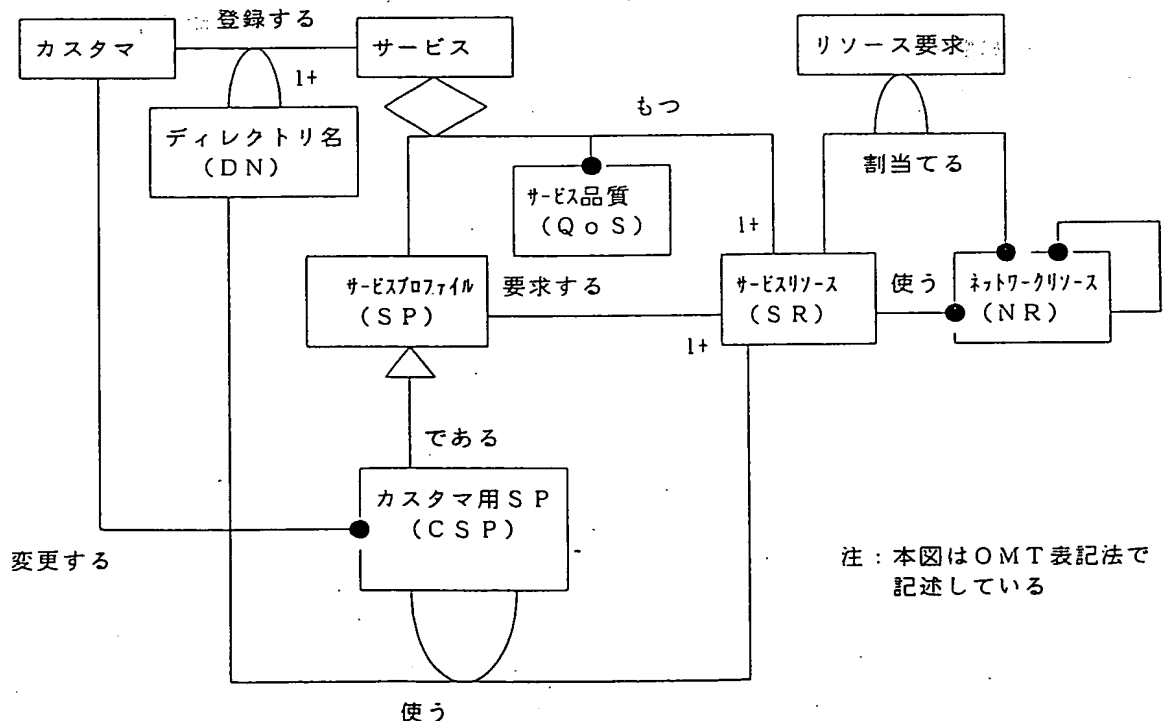 登録する
カスタマ
サービス
リソース要求
1+
ディレクトリ名
(DN)
もつ
割当てる
サービス品質
(QoS)
1+
サービスプロファイル
(SP)
要求する
サービスリソース
(SR)
使う
ネットワークリソース
(NR)
1+
である
カスタマ用SP
(CSP)
変更する
注:本図はOMT表記法で
記述している
使う